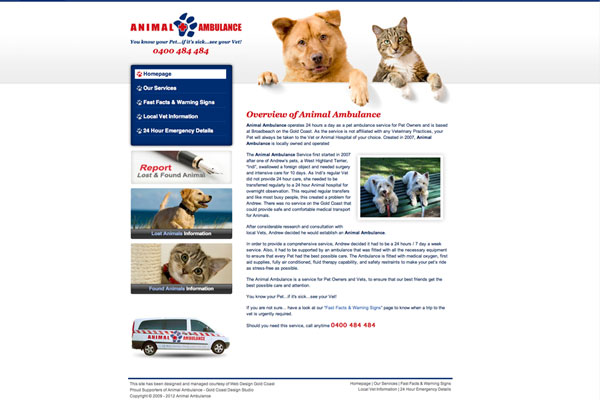 ANIMAL AMBULANCE
You know your Pet...if it's sick...see your Vet!
0400 484 484
Homepage
Our Services
Fast Facts & Warning Signs
Local Vet Information
24 Hour Emergency Details
Report
Lost & Found Animal
Lost Animals Information
Found Animals Information
AMBULANCE
Overview of Animal Ambulance
Animal Ambulance operates 24 hours a day as a pet ambulance service for Pet Owners and is
based at Broadbeach on the Gold Coast. As the service is not affiliated with any Veterinary Practices, your
Pet will always be taken to the Vet or Animal Hospital of your choice. Created in 2007, Animal
Ambulance is locally owned and operated
The Animal Ambulance Service first started in 2007
after one of Andrew's pets, a West Highland Terrier,
"Indi", swallowed a foreign object and needed surgery
and intensive care for 10 days. As Indi's regular Vet
did not provide 24 hour care, she needed to be
transferred regularly to a 24 hour Animal hospital for
overnight observation. This required regular transfers
and like most busy people, this created a problem for
Andrew. There was no service on the Gold Coast that
could provide safe and comfortable medical transport
for Animals.
After considerable research and consultation with
local Vets, Andrew decided he would establish an Animal Ambulance.
In order to provide a comprehensive service, Andrew decided it had to be a 24 hours / 7 day a week
service. Also, it had to be supported by an ambulance that was fitted with all the necessary equipment
to ensure that every Pet had the best possible care. The Ambulance is fitted with medical oxygen, first
aid supplies, fully air conditioned, fluid therapy capability, and safety restraints to make your pet's ride
as stress-free as possible.
The Animal Ambulance is a service for Pet Owners and Vets, to ensure that our best friends get the
best possible care and attention.
You know your Pet...if it's sick...see your Vet!
If you are not sure... have a look at our "Fast Facts & Warning Signs" page to know when a trip to the
vet is urgently required.
Should you need this service, call anytime 0400 484 484
This site has been designed and managed courtesy of Web Design Gold Coast
Proud Supporters of Animal Ambulance - Gold Coast Design Studio
Copyright © 2009 - 2012 Animal Ambulance
Homepage | Our Services | Fast Facts & Warning Signs
Local Vet Information | 24 Hour Emergency Details